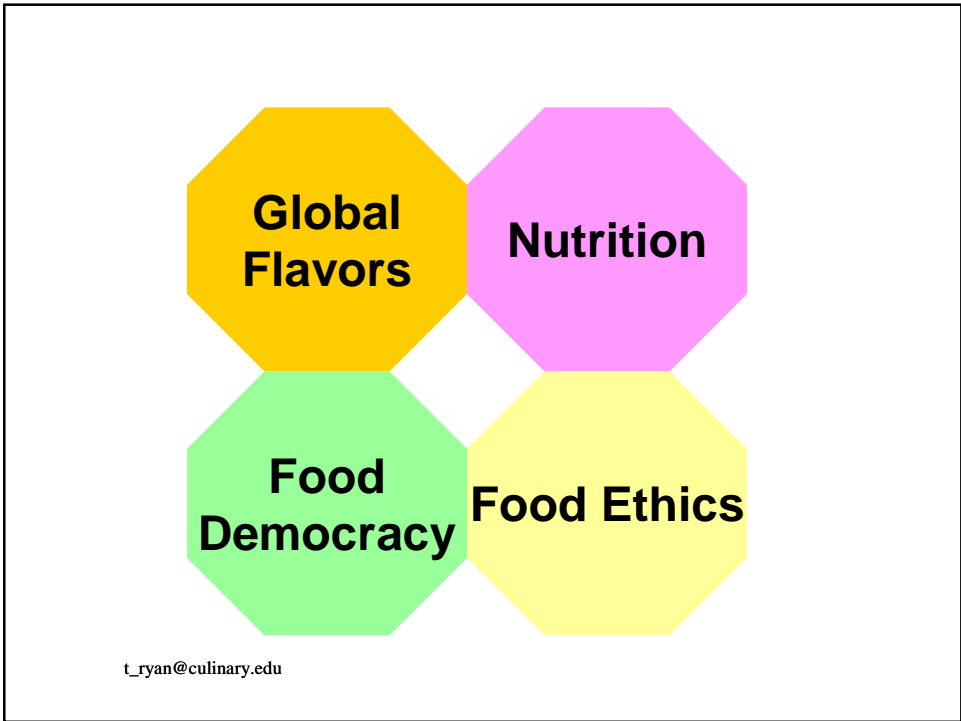 Global
Flavors
Nutrition
Food
Democracy
Food Ethics
t_ryan@culinary.edu